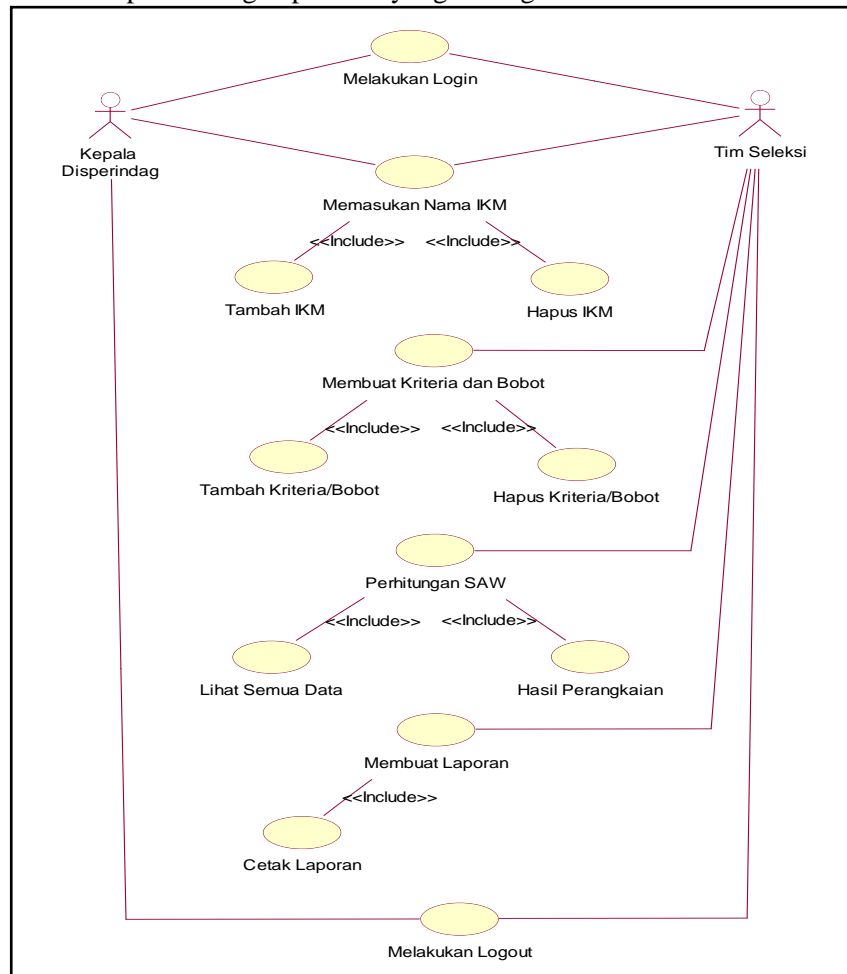 Melakukan Login
Kepala
Disperindag
Tim Seleksi
Memasukan Nama IKM
<<Include>> <<Include>>
Tambah IKM
Hapus IKM
Membuat Kriteria dan Bobot
<<Include>> <<Include>>
Tambah Kriteria/Bobot
Hapus Kriteria/Bobot
Perhitungan SAW
<<Include>> <<Include>>
Lihat Semua Data
Hasil Perangkaian
Membuat Laporan
<<Include>>
Cetak Laporan
Melakukan Logout